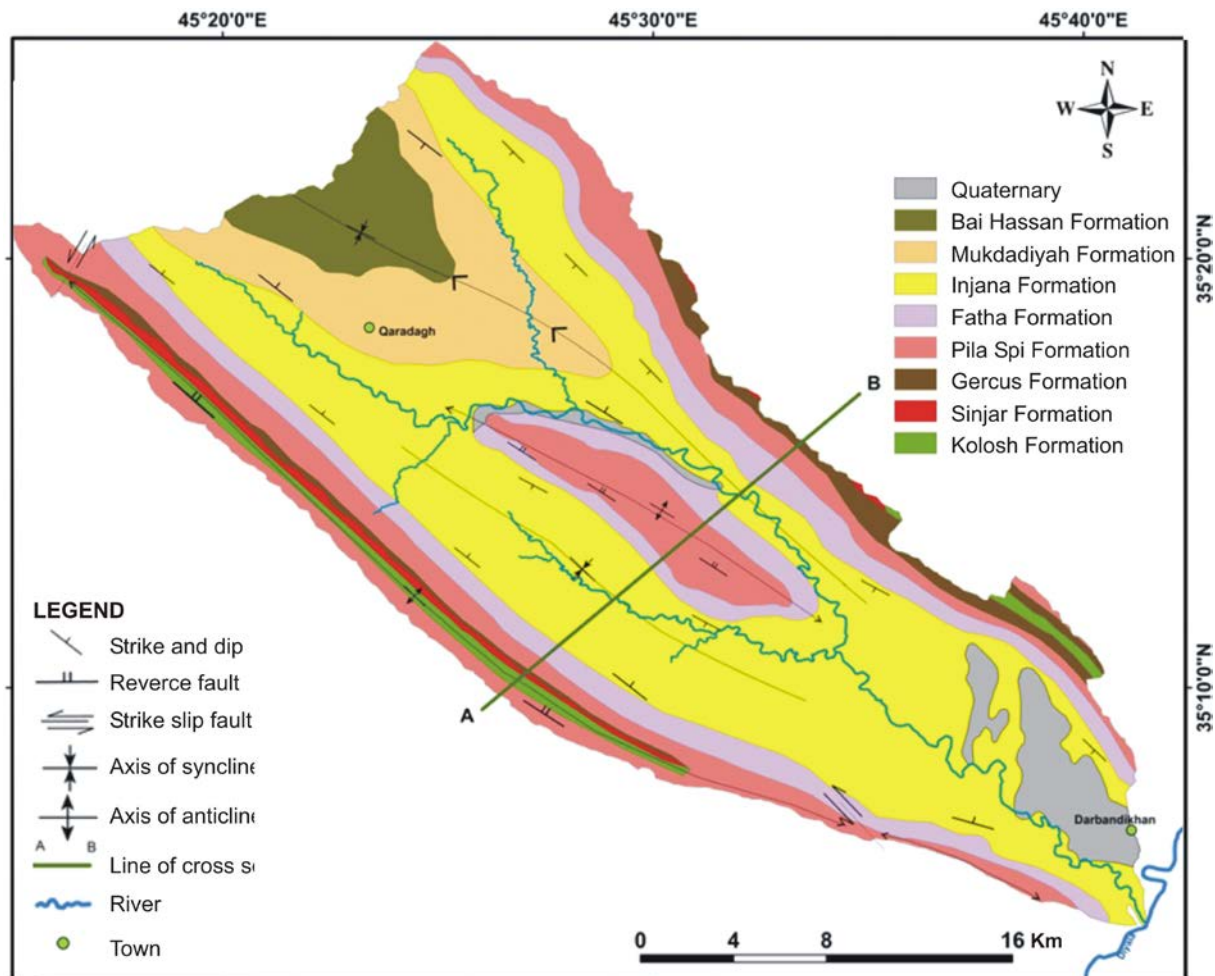 45°20'0"E
45°30'0"E
45°40'0"E
N
W
E
S
Quaternary
Bai Hassan Formation
Mukdadiyah Formation
Injana Formation
Fatha Formation
Pila Spi Formation
Gercus Formation
Sinjar Formation
Kolosh Formation
35°20'0"N
35°10'0"N
Qaradagh
B
A
Darbandikhan
Diyala
LEGEND
Strike and dip
Reverce fault
Strike slip fault
Axis of syncline
Axis of anticline
A B
Line of cross s
River
Town
0 4 8 16 Km